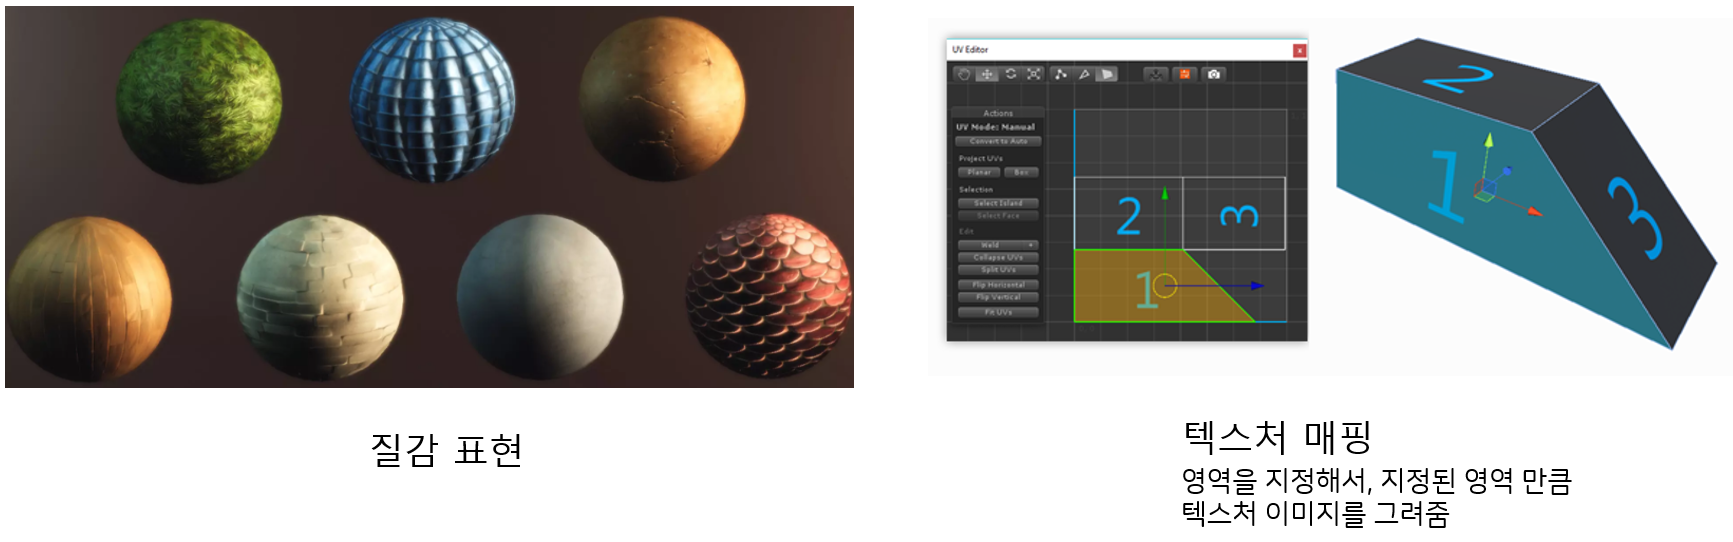 질감 표현
UV Editor
Actions
UV Mode: Manual
Convert to Auto
Project UVs
Planar Box
Selection
Select Island
Select Face
Edit
Weld +
Collapse UVs
Split UVs
Flip Horizontal
Flip Vertical
Fit UVs
2 3
1
2
1
3
텍스처 매핑
영역을 지정해서, 지정된 영역 만큼
텍스처 이미지를 그려줌